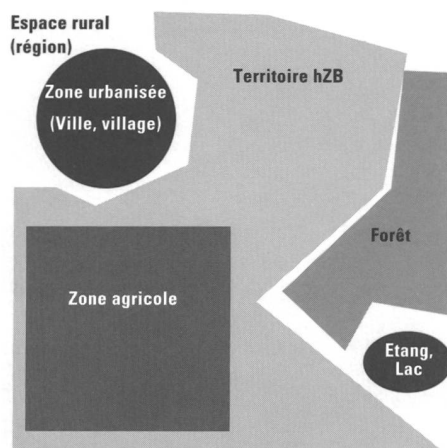 Espace rural
(région)
Zone urbanisée
(Ville, village)
Territoire hZB
Forêt
Zone agricole
Etang,
Lac